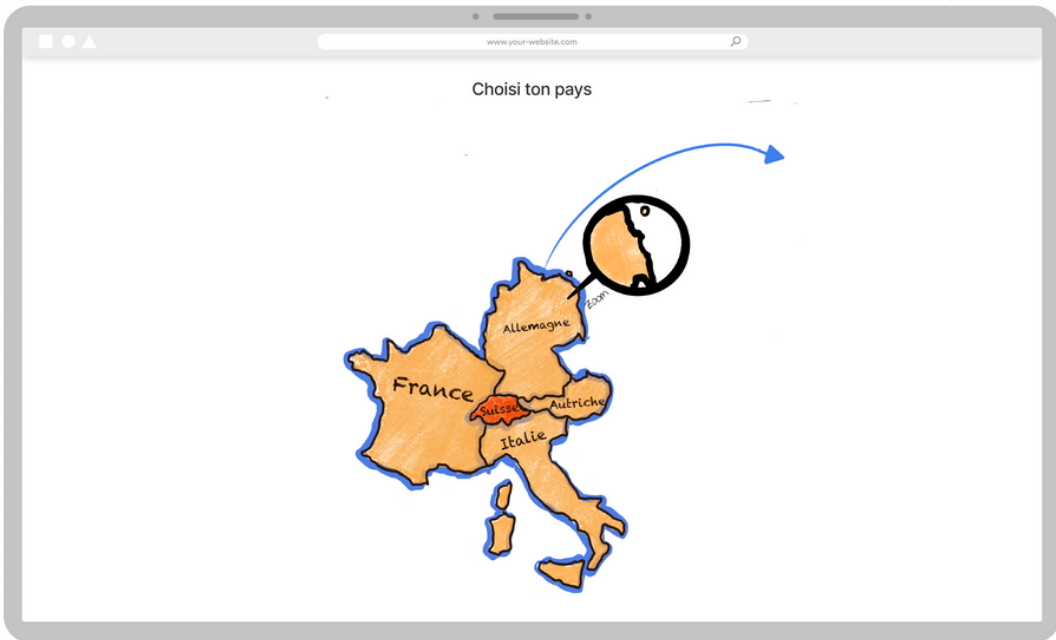 www.your-website.com
Choisi ton pays
Zoom
Allemagne
France
Suisse
Autriche
Italie